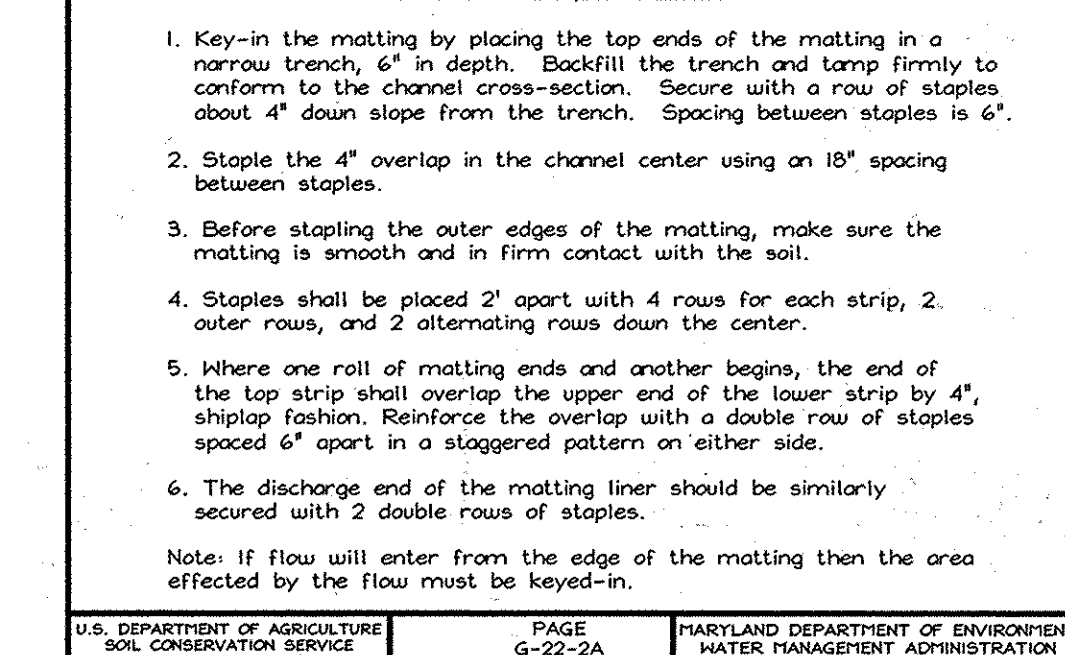 1. Key-in the matting by placing the top ends of the matting in a
narrow trench, 6" in depth. Backfill the trench and tamp firmly to
conform to the channel cross-section. Secure with a row of staples
about 4" down slope from the trench. Spacing between staples is 6".
2. Staple the 4" overlap in the channel center using an 18" spacing
between staples.
3. Before stapling the outer edges of the matting, make sure the
matting is smooth and in firm contact with the soil.
4. Staples shall be placed 2' apart with 4 rows for each strip, 2
outer rows, and 2 alternating rows down the center.
5. Where one roll of matting ends and another begins, the end of
the top strip shall overlap the upper end of the lower strip by 4",
shiplap fashion. Reinforce the overlap with a double row of staples
spaced 6" apart in a staggered pattern on either side.
6. The discharge end of the matting liner should be similarly
secured with 2 double rows of staples.
Note: If flow will enter from the edge of the matting then the area
effected by the flow must be keyed-in.
U.S. DEPARTMENT OF AGRICULTURE
SOIL CONSERVATION SERVICE
PAGE
G-22-2A
MARYLAND DEPARTMENT OF ENVIRONMEN
WATER MANAGEMENT ADMINISTRATION